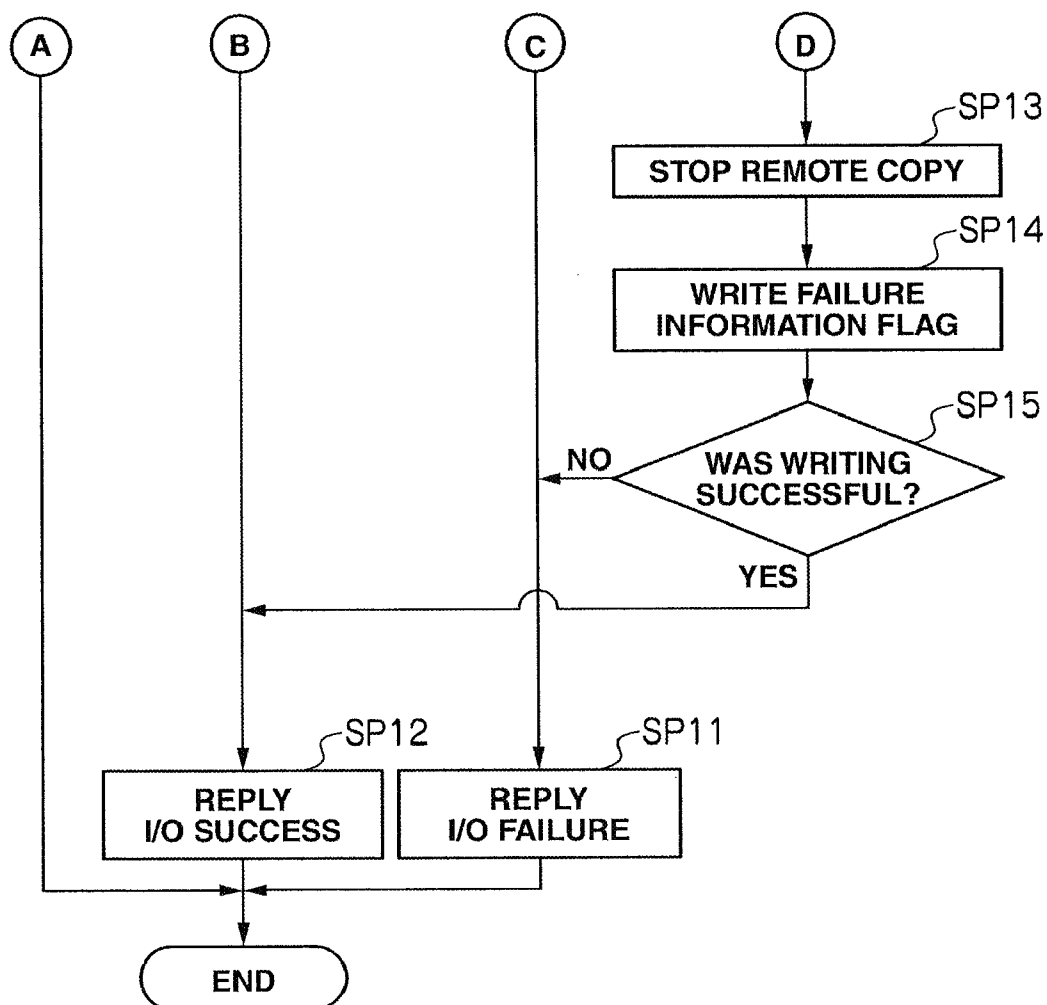 A
B
C
D
SP13
STOP REMOTE COPY
SP14
WRITE FAILURE
INFORMATION FLAG
SP15
WAS WRITING
SUCCESSFUL?
NO
YES
SP12
REPLY
I/O SUCCESS
SP11
REPLY
I/O FAILURE
END